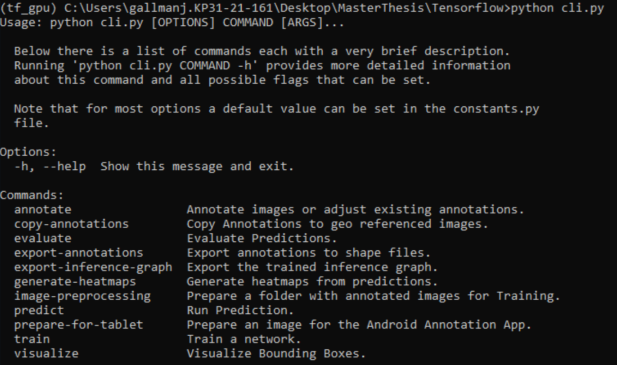 (tf_gpu) C:\Users\gallmanj.KP31-21-161\Desktop\MasterThesis\Tensorflow>python cli.py
Usage: python cli.py [OPTIONS] COMMAND [ARGS]...
Below there is a list of commands each with a very brief description.
Running 'python cli.py COMMAND -h' provides more detailed information
about this command and all possible flags that can be set.
Note that for most options a default value can be set in the constants.py
file.
Options:
-h, --help  Show this message and exit.
Commands:
annotate                Annotate images or adjust existing annotations.
copy-annotations        Copy Annotations to geo referenced images.
evaluate                Evaluate Predictions.
export-annotations      Export annotations to shape files.
export-inference-graph  Export the trained inference graph.
generate-heatmaps       Generate heatmaps from predictions.
image-preprocessing     Prepare a folder with annotated images for Training.
predict                 Run Prediction.
prepare-for-tablet      Prepare an image for the Android Annotation App.
train                   Train a network.
visualize               Visualize Bounding Boxes.